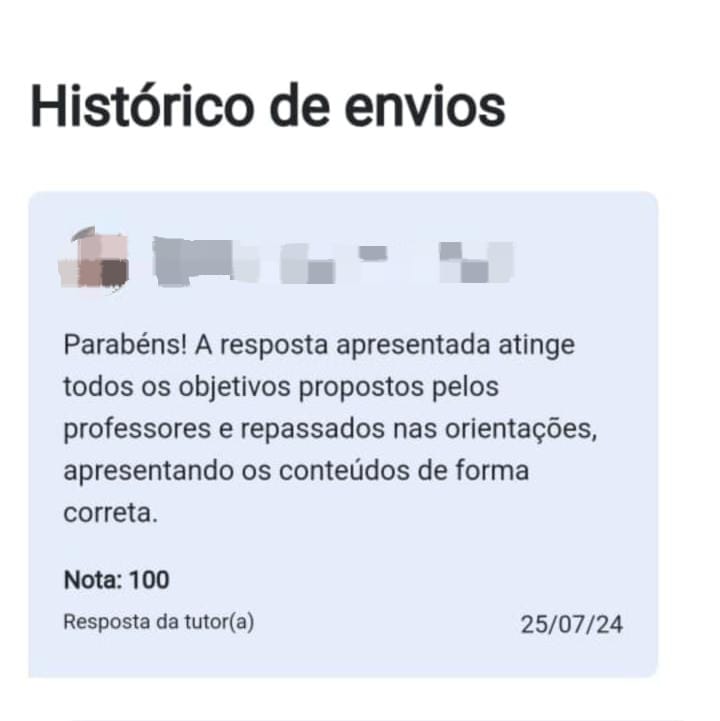 Histórico de envios
Parabéns! A resposta apresentada atinge
todos os objetivos propostos pelos
professores e repassados nas orientações,
apresentando os conteúdos de forma
correta.
Nota: 100
Resposta da tutor(a)
25/07/24